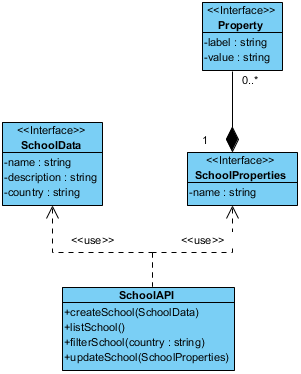 <<Interface>>
Property
-label : string
-value : string
0..*
1
<<Interface>>
SchoolData
-name : string
-description : string
-country : string
<<Interface>>
SchoolProperties
-name : string
<<use>>
<<use>>
SchoolAPI
+createSchool(SchoolData)
+listSchool()
+filterSchool(country : string)
+updateSchool(SchoolProperties)